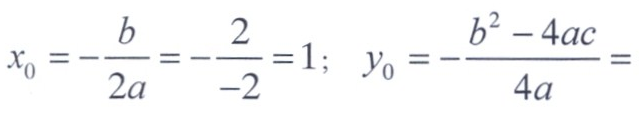 x₀ = −b/2a = −2/−2 = 1; y₀ = −(b² − 4ac)/4a =